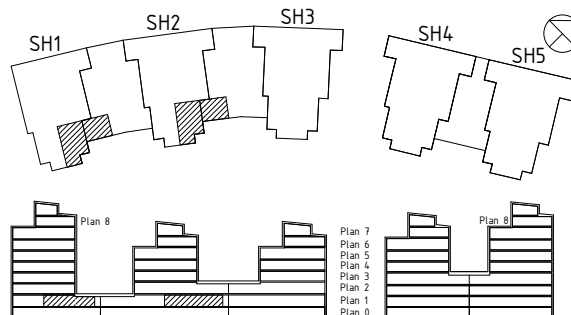 SH1
SH2
SH3
SH4
SH5
Plan 8
Plan 8
Plan 7
Plan 6
Plan 5
Plan 4
Plan 3
Plan 2
Plan 1
Plan 0